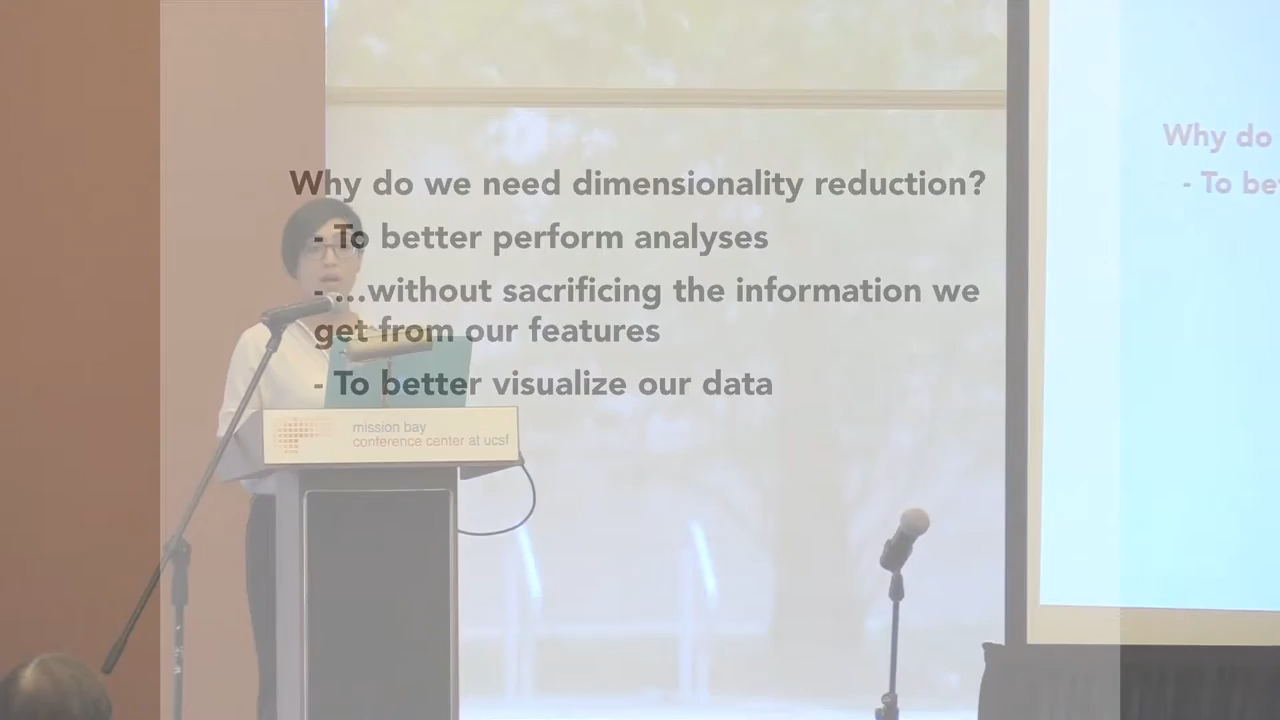 Why do we need dimensionality reduction?
- To better perform analyses
- ...without sacrificing the information we
get from our features
- To better visualize our data
mission bay
conference center at ucsf
Why do
- To be